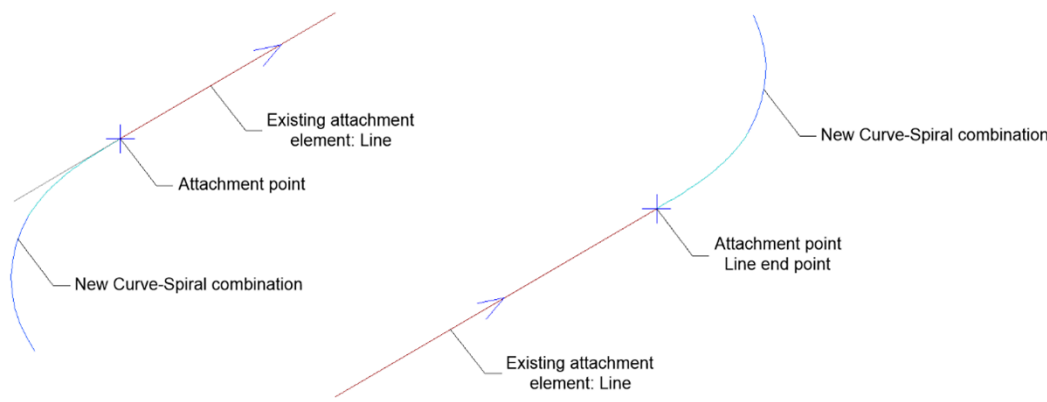 Existing attachment
element: Line
Attachment point
New Curve-Spiral combination
New Curve-Spiral combination
Attachment point
Line end point
Existing attachment
element: Line